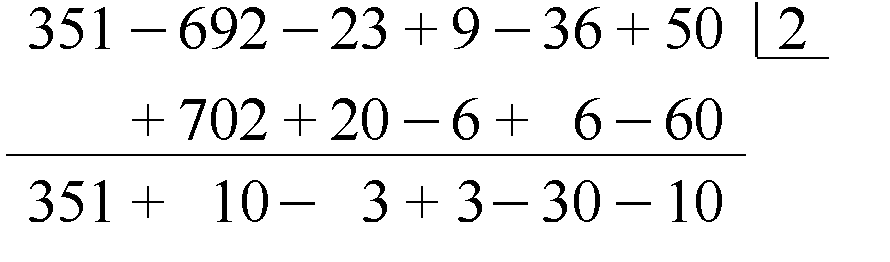 351 − 692 − 23 + 9 − 36 + 50 2
+ 702 + 20 − 6 + 6 − 60
351 + 10 − 3 + 3 − 30 − 10